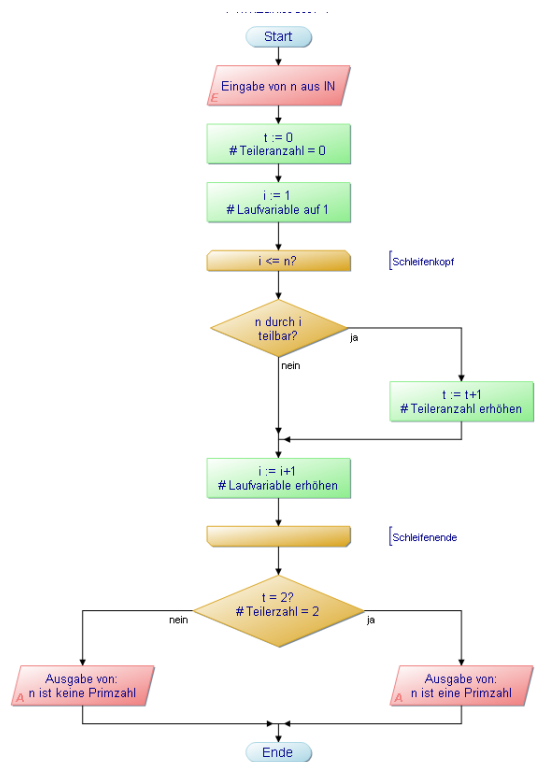 Start
Eingabe von n aus IN
E
t := 0
# Teileranzahl = 0
i := 1
# Laufvariable auf 1
i <= n?
Schleifenkopf
n durch i
teilbar?
ja
nein
t := t+1
# Teileranzahl erhöhen
i := i+1
# Laufvariable erhöhen
Schleifenende
t = 2?
# Teilerzahl = 2
nein
ja
Ausgabe von:
n ist keine Primzahl
A
Ausgabe von:
n ist eine Primzahl
A
Ende